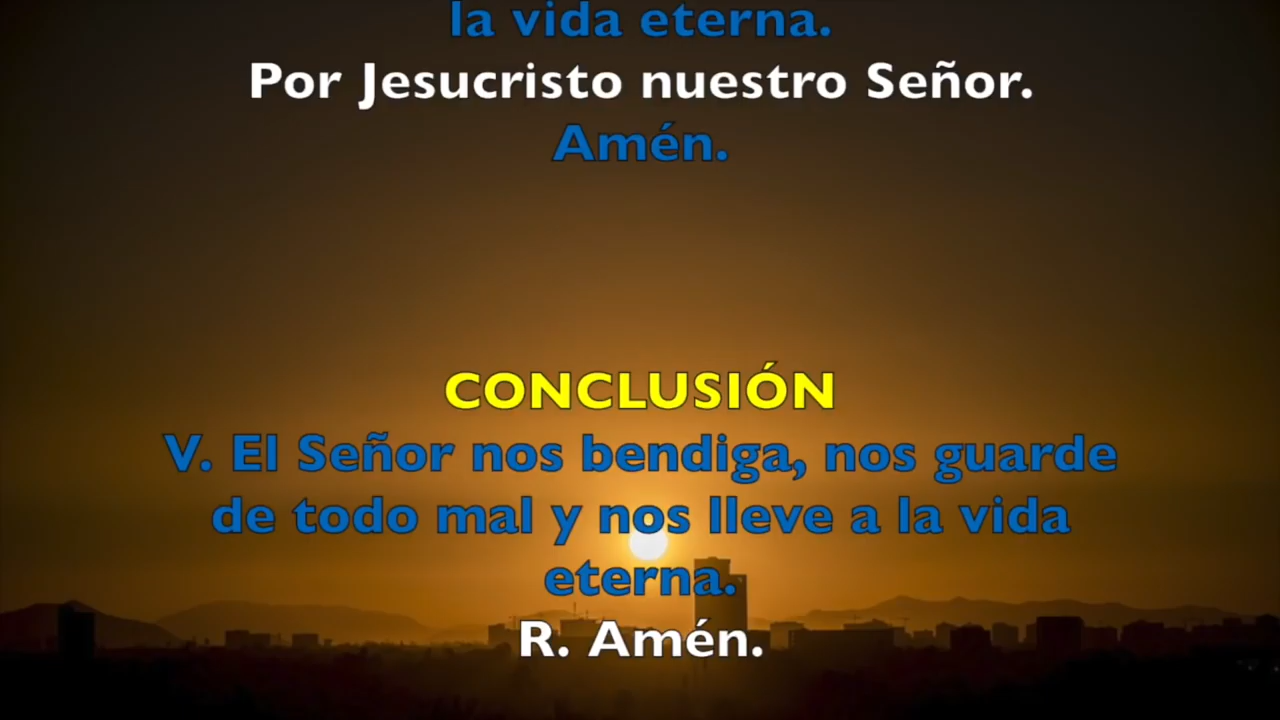 la vida eterna.
Por Jesucristo nuestro Señor.
Amén.
CONCLUSIÓN
V. El Señor nos bendiga, nos guarde
de todo mal y nos lleve a la vida
eterna.
R. Amén.